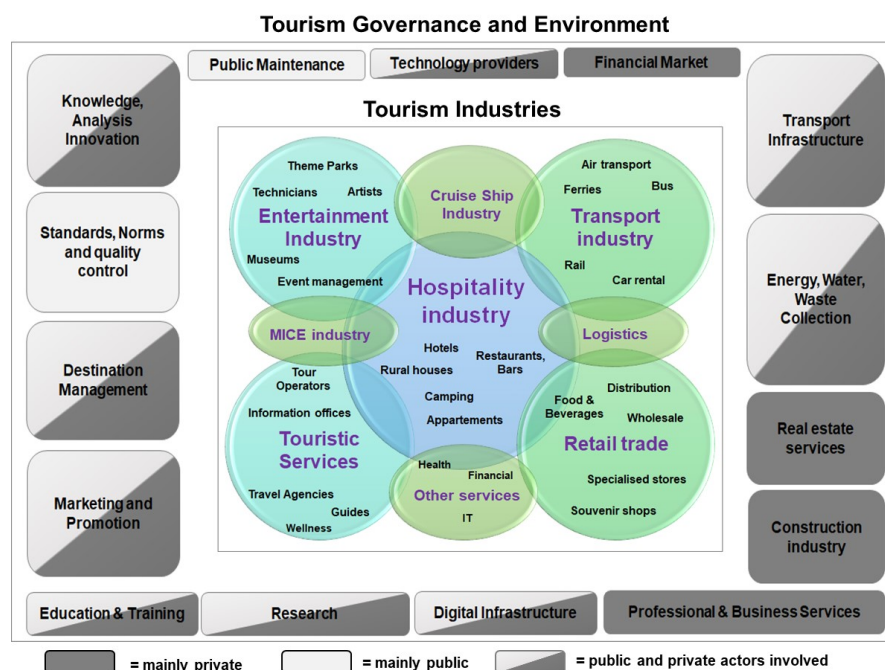 Tourism Governance and Environment
Public Maintenance
Technology providers
Financial Market
Knowledge,
Analysis
Innovation
Standards, Norms
and quality
control
Destination
Management
Marketing and
Promotion
Tourism Industries
Theme Parks
Technicians
Artists
Entertainment
Industry
Museums
Event management
Cruise Ship
Industry
Air transport
Ferries
Bus
Transport
industry
Rail
Car rental
Hospitality
industry
Hotels
Restaurants,
Bars
Rural houses
Camping
Appartements
MICE industry
Logistics
Tour
Operators
Information offices
Touristic
Services
Travel Agencies
Guides
Wellness
Health
Financial
Other services
IT
Distribution
Food &
Beverages
Wholesale
Retail trade
Specialised stores
Souvenir shops
Transport
Infrastructure
Energy, Water,
Waste
Collection
Real estate
services
Construction
industry
Education & Training
Research
Digital Infrastructure
Professional & Business Services
= mainly private
= mainly public
= public and private actors involved